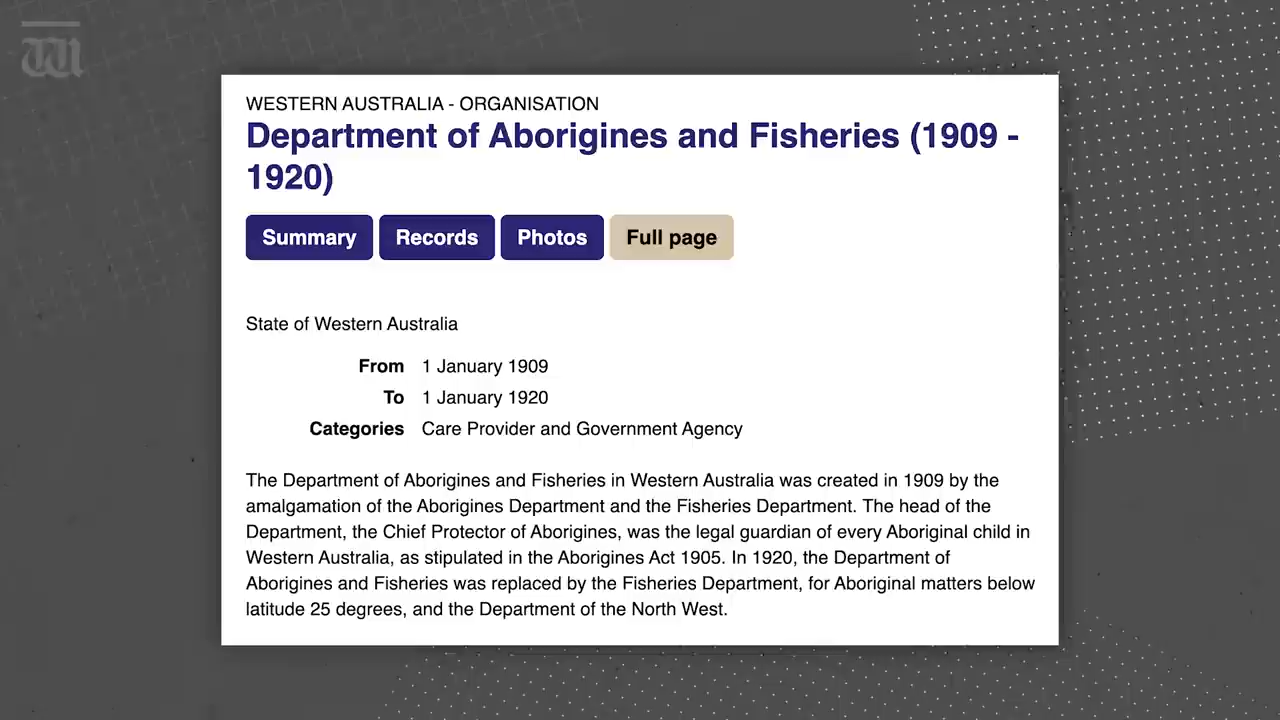 WESTERN AUSTRALIA - ORGANISATION
Department of Aborigines and Fisheries (1909 -
1920)
Summary Records Photos Full page
State of Western Australia
From 1 January 1909
To 1 January 1920
Categories Care Provider and Government Agency
The Department of Aborigines and Fisheries in Western Australia was created in 1909 by the
amalgamation of the Aborigines Department and the Fisheries Department. The head of the
Department, the Chief Protector of Aborigines, was the legal guardian of every Aboriginal child in
Western Australia, as stipulated in the Aborigines Act 1905. In 1920, the Department of
Aborigines and Fisheries was replaced by the Fisheries Department, for Aboriginal matters below
latitude 25 degrees, and the Department of the North West.